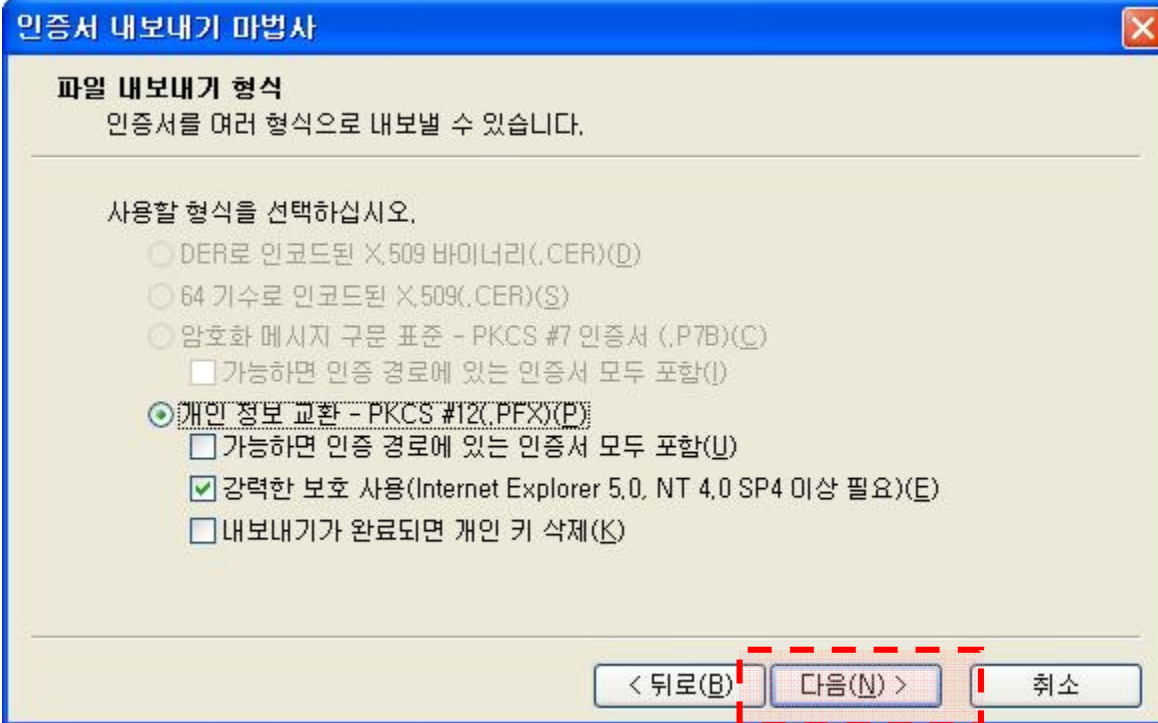 인증서 내보내기 마법사
파일 내보내기 형식
인증서를 여러 형식으로 내보낼 수 있습니다.
사용할 형식을 선택하십시오.
DER로 인코드된 X.509 바이너리(.CER)(D)
64 기수로 인코드된 X.509(.CER)(S)
암호화 메시지 구문 표준 - PKCS #7 인증서 (.P7B)(C)
가능하면 인증 경로에 있는 인증서 모두 포함(I)
개인 정보 교환 - PKCS #12(.PFX)(P)
가능하면 인증 경로에 있는 인증서 모두 포함(U)
강력한 보호 사용(Internet Explorer 5.0, NT 4.0 SP4 이상 필요)(E)
내보내기가 완료되면 개인 키 삭제(K)
< 뒤로(B) 다음(N) > 취소